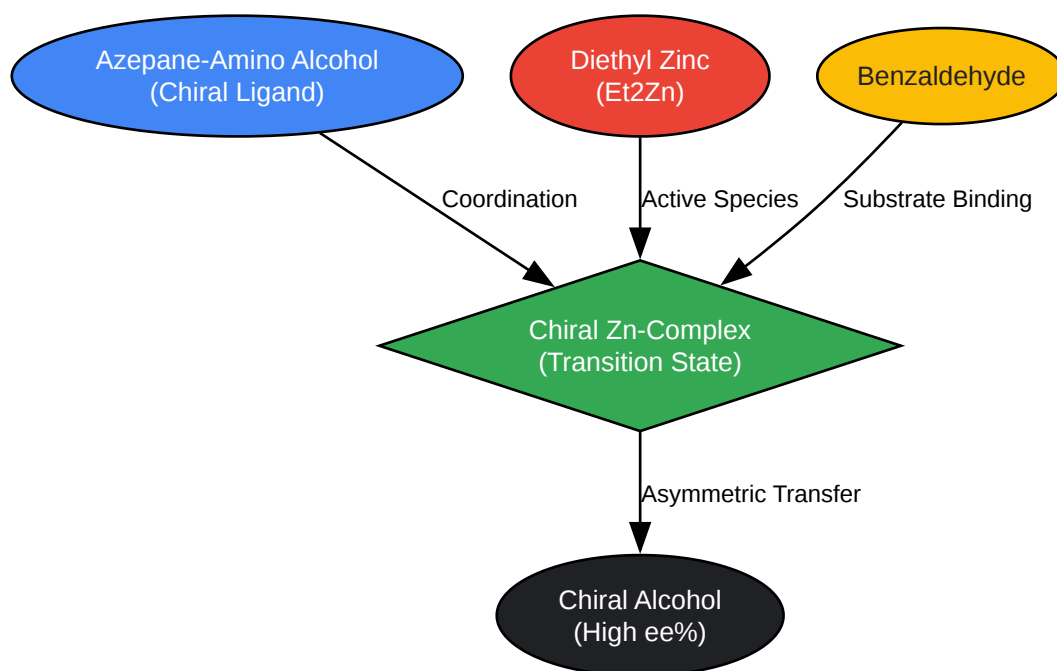 Azepane-Amino Alcohol
(Chiral Ligand)
Diethyl Zinc
(Et2Zn)
Benzaldehyde
Coordination
Active Species
Substrate Binding
Chiral Zn-Complex
(Transition State)
Asymmetric Transfer
Chiral Alcohol
(High ee%)